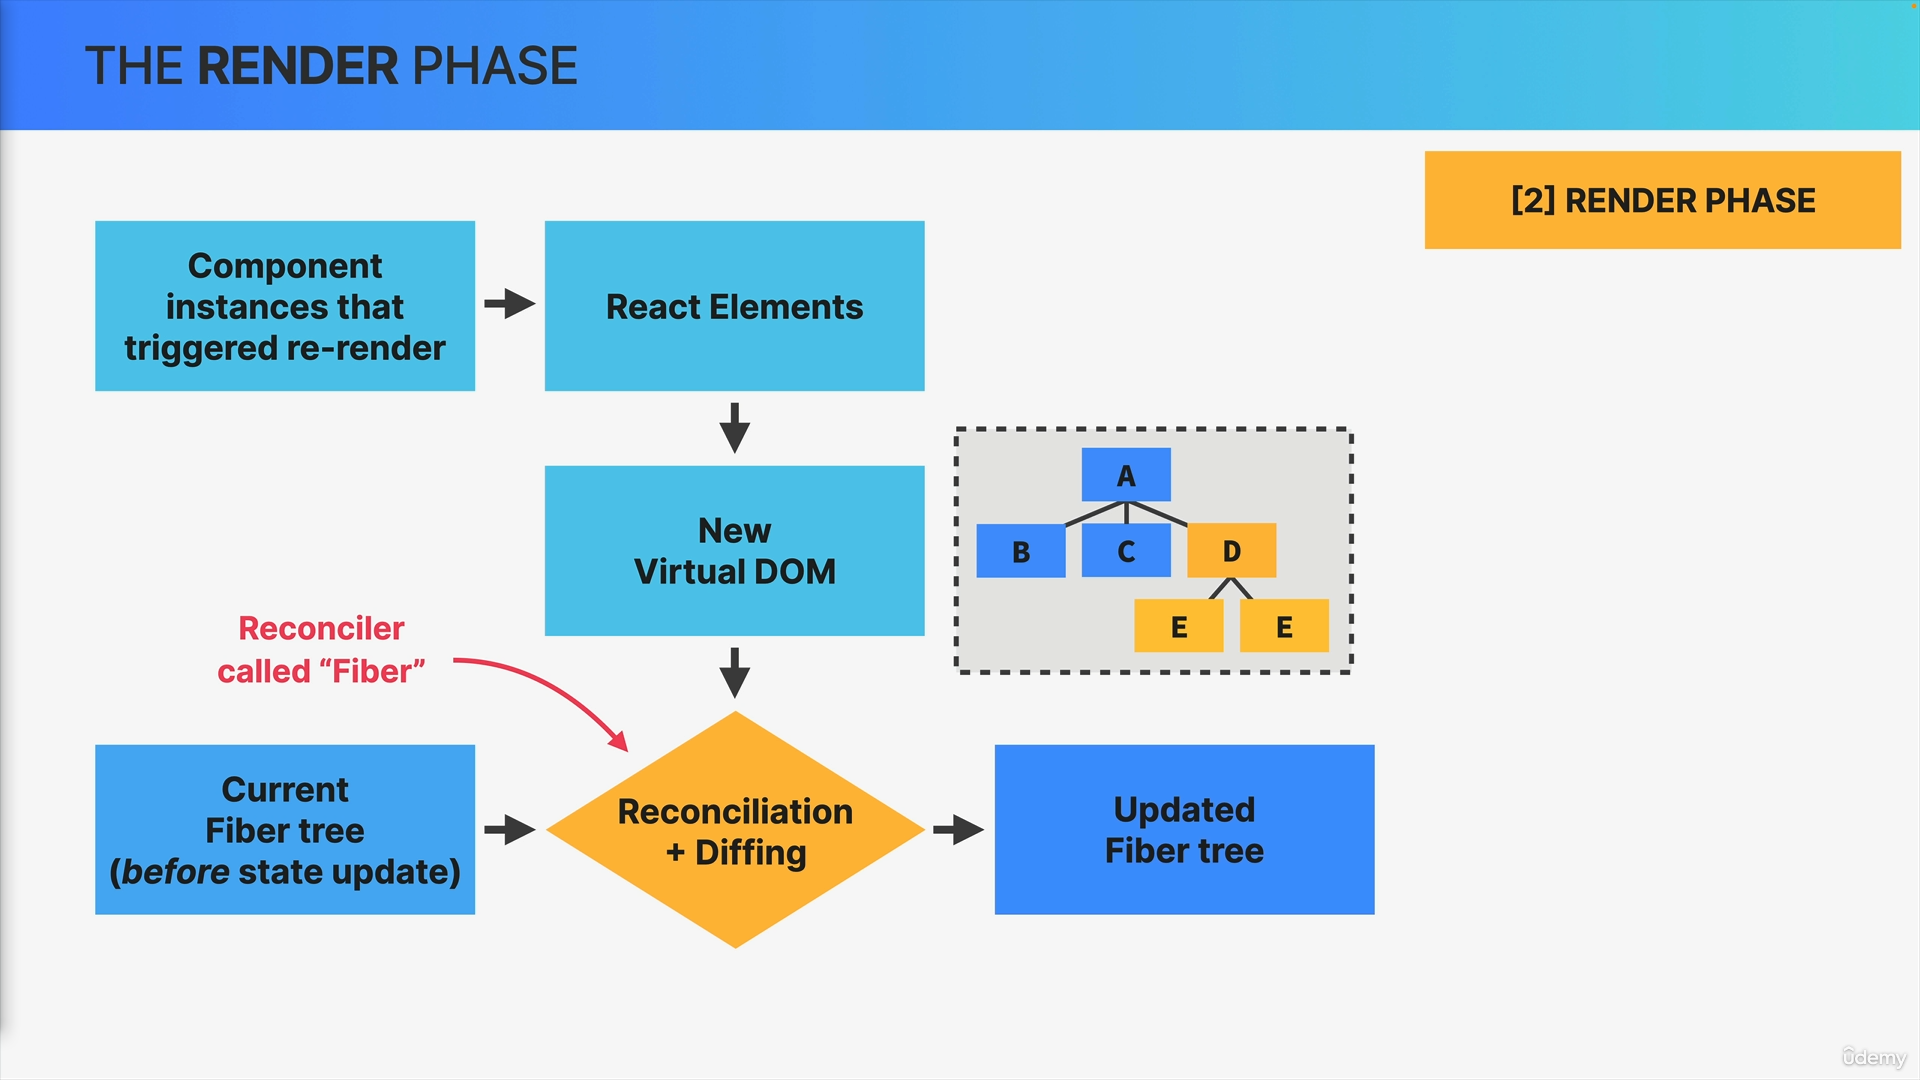 THE RENDER PHASE
[2] RENDER PHASE
Component
instances that
triggered re-render
React Elements
New
Virtual DOM
A
B
C
D
E
E
Reconciler
called “Fiber”
Current
Fiber tree
(before state update)
Reconciliation
+ Diffing
Updated
Fiber tree
ûdemy